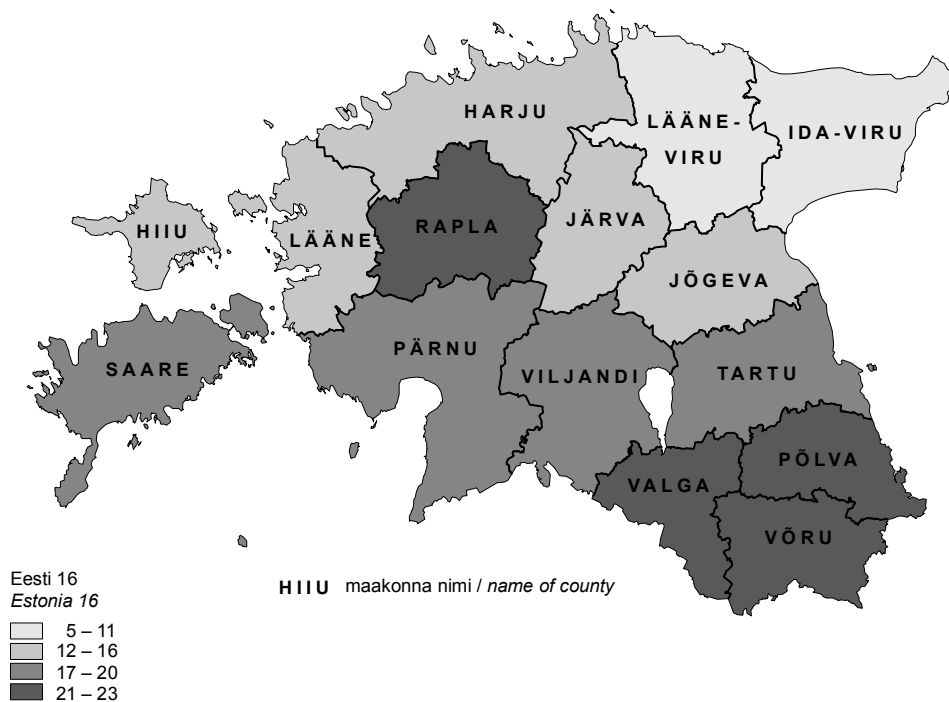 HARJU
LÄÄNE-
VIRU
IDA-VIRU
HIIU
LÄÄNE
RAPLA
JÄRVA
JÕGEVA
SAARE
PÄRNU
VILJANDI
TARTU
VALGA
PÕLVA
VÕRU
Eesti 16
Estonia 16
HIIU maakonna nimi / name of county
5 – 11
12 – 16
17 – 20
21 – 23